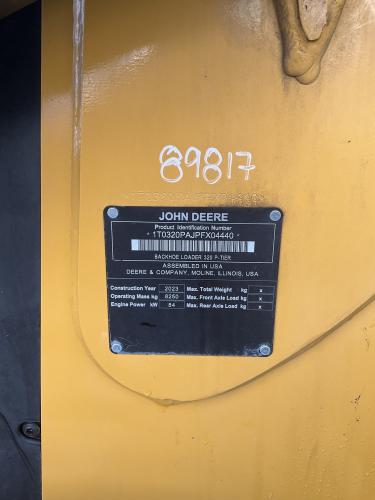 89817
JOHN DEERE
Product Identification Number
* 1T0320PAJPFX04440 *
BACKHOE LOADER 320 P-TIER
ASSEMBLED IN USA
DEERE & COMPANY, MOLINE, ILLINOIS, USA
Construction Year 2023 Max. Total Weight kg x
Operating Mass kg 8250 Max. Front Axle Load kg x
Engine Power kW 84 Max. Rear Axle Load kg x